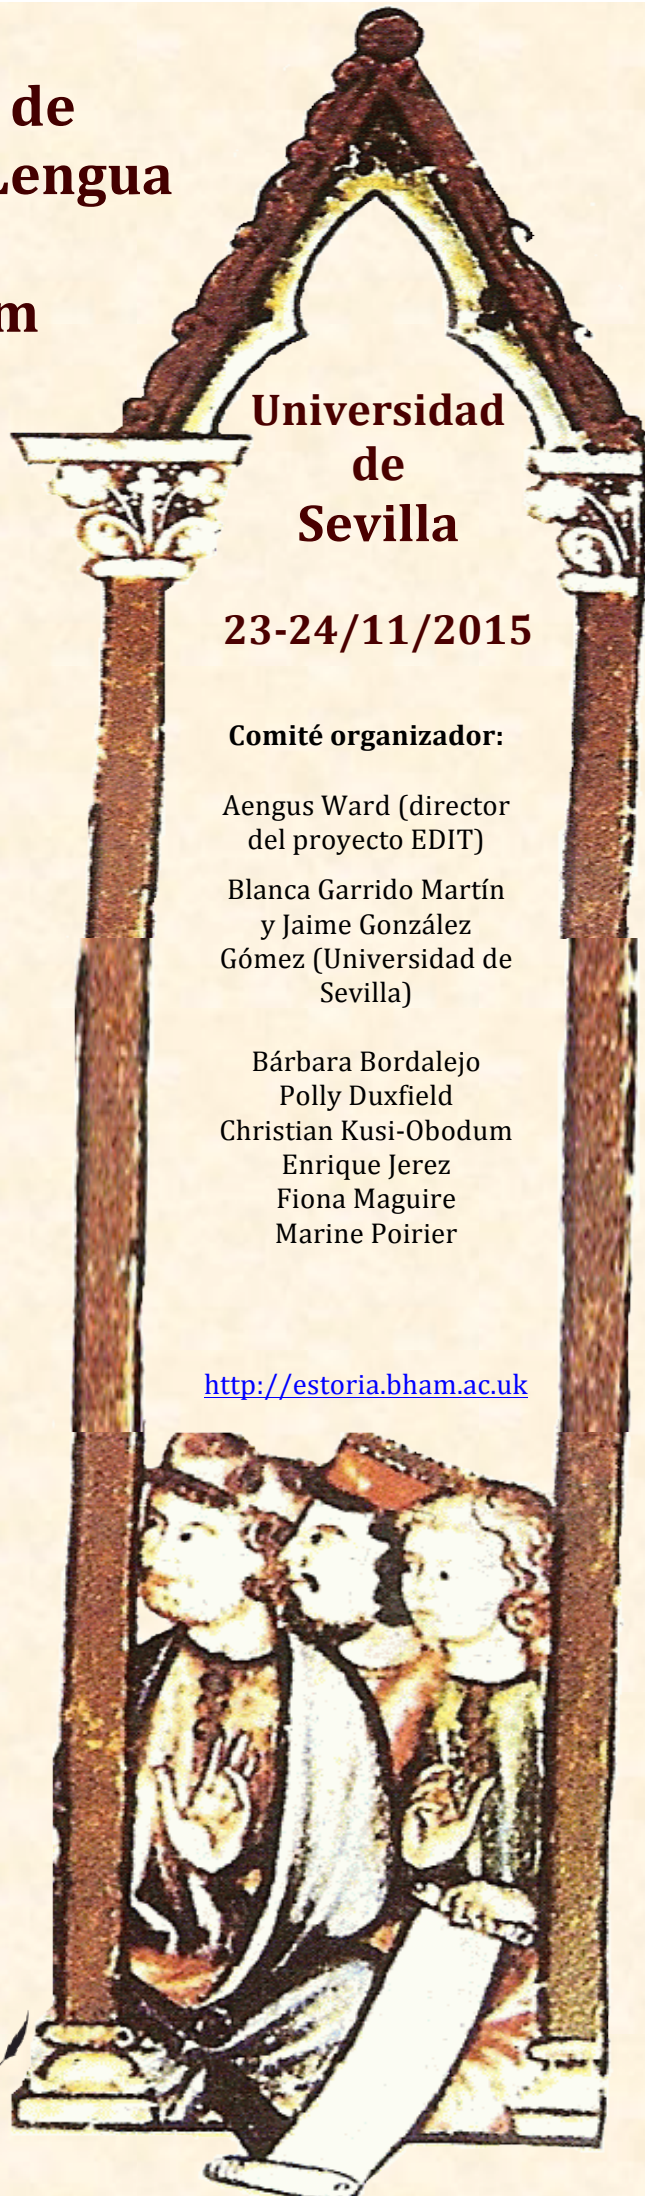 de
Lengua
m
Universidad
de
Sevilla
23-24/11/2015
Comité organizador:
Aengus Ward (director
del proyecto EDIT)
Blanca Garrido Martín
y Jaime González
Gómez (Universidad de
Sevilla)
Bárbara Bordalejo
Polly Duxfield
Christian Kusi-Obodum
Enrique Jerez
Fiona Maguire
Marine Poirier
http://estoria.bham.ac.uk